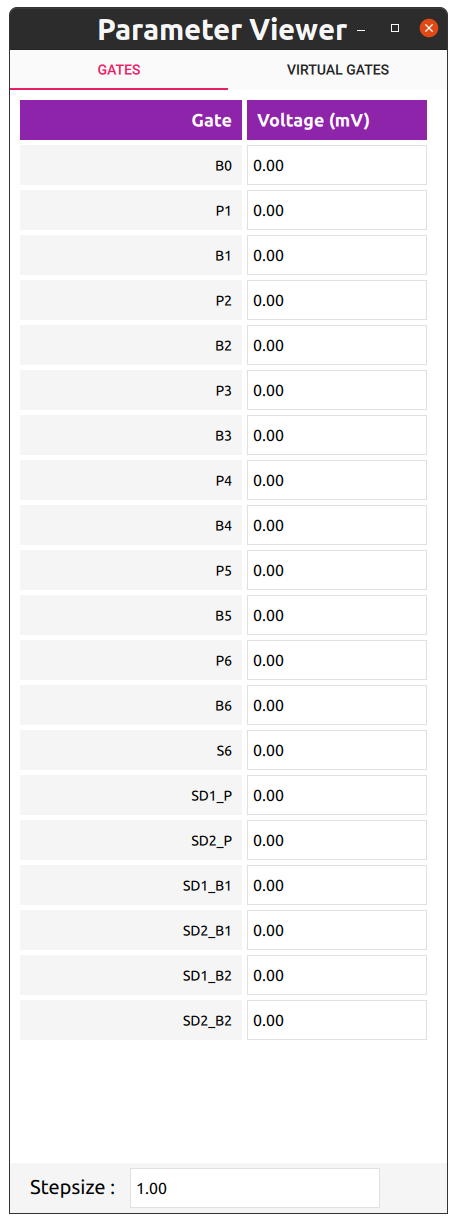 Parameter Viewer
GATES VIRTUAL GATES
Gate Voltage (mV)
B0 0.00
P1 0.00
B1 0.00
P2 0.00
B2 0.00
P3 0.00
B3 0.00
P4 0.00
B4 0.00
P5 0.00
B5 0.00
P6 0.00
B6 0.00
S6 0.00
SD1_P 0.00
SD2_P 0.00
SD1_B1 0.00
SD2_B1 0.00
SD1_B2 0.00
SD2_B2 0.00
Stepsize : 1.00